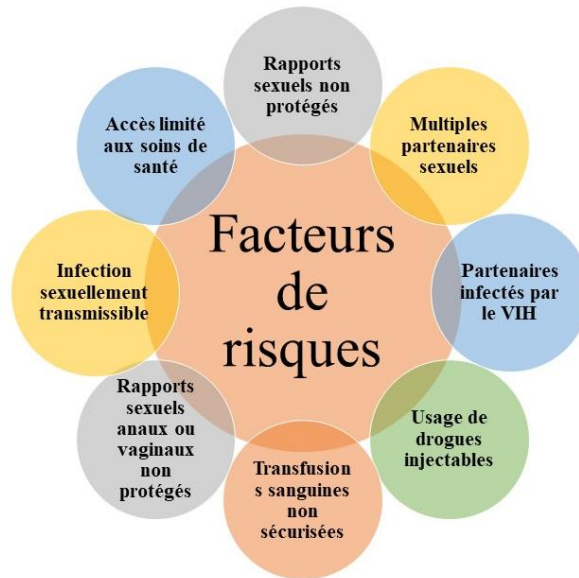 Facteurs
de
risques
Rapports
sexuels non
protégés
Multiples
partenaires
sexuels
Partenaires
infectés par
le VIH
Usage de
drogues
injectables
Transfusion
s sanguines
non
sécurisées
Rapports
sexuels
anaux ou
vaginaux
non
protégés
Infection
sexuellement
transmissible
Accès limité
aux soins de
santé